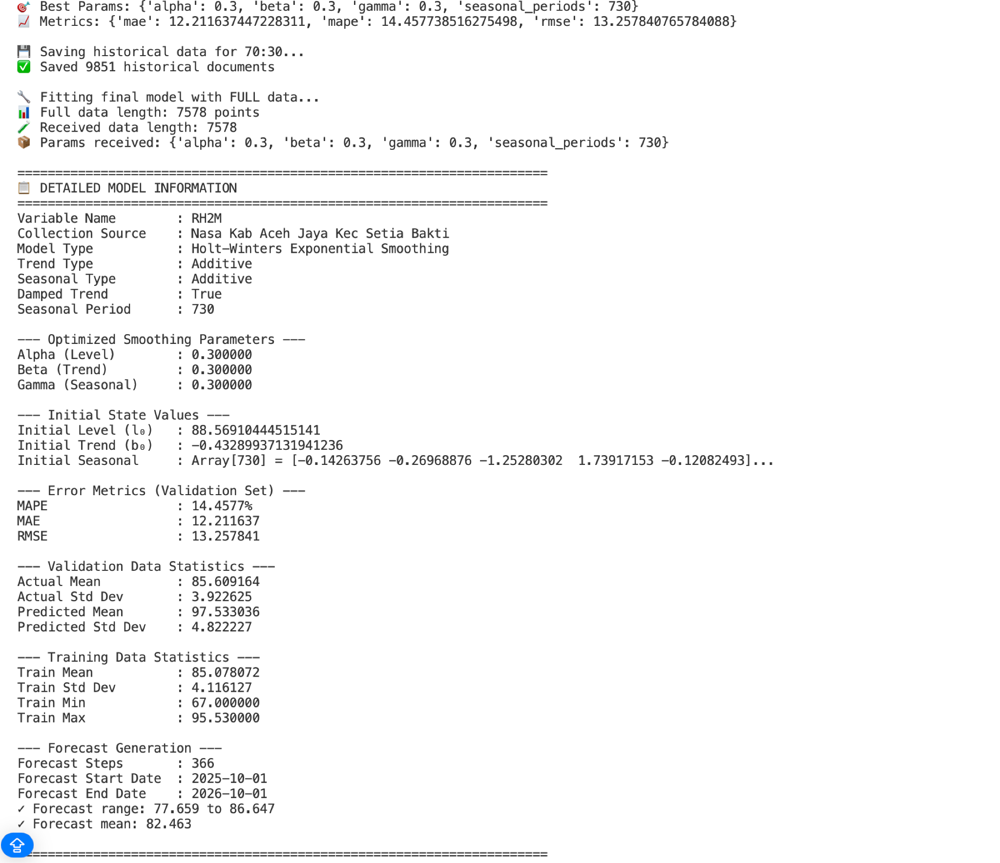 🎯 Best Params: {'alpha': 0.3, 'beta': 0.3, 'gamma': 0.3, 'seasonal_periods': 730}
📈 Metrics: {'mae': 12.211637447228311, 'mape': 14.457738516275498, 'rmse': 13.257840765784088}
💾 Saving historical data for 70:30...
✅ Saved 9851 historical documents
🔧 Fitting final model with FULL data...
📊 Full data length: 7578 points
🧪 Received data length: 7578
📦 Params received: {'alpha': 0.3, 'beta': 0.3, 'gamma': 0.3, 'seasonal_periods': 730}
======================================================================
📋 DETAILED MODEL INFORMATION
======================================================================
Variable Name : RH2M
Collection Source : Nasa Kab Aceh Jaya Kec Setia Bakti
Model Type : Holt-Winters Exponential Smoothing
Trend Type : Additive
Seasonal Type : Additive
Damped Trend : True
Seasonal Period : 730
--- Optimized Smoothing Parameters ---
Alpha (Level) : 0.300000
Beta (Trend) : 0.300000
Gamma (Seasonal) : 0.300000
--- Initial State Values ---
Initial Level (l₀) : 88.56910444515141
Initial Trend (b₀) : -0.43289937131941236
Initial Seasonal : Array[730] = [-0.14263756 -0.26968876 -1.25280302  1.73917153 -0.12082493]...
--- Error Metrics (Validation Set) ---
MAPE : 14.4577%
MAE : 12.211637
RMSE : 13.257841
--- Validation Data Statistics ---
Actual Mean : 85.609164
Actual Std Dev : 3.922625
Predicted Mean : 97.533036
Predicted Std Dev : 4.822227
--- Training Data Statistics ---
Train Mean : 85.078072
Train Std Dev : 4.116127
Train Min : 67.000000
Train Max : 95.530000
--- Forecast Generation ---
Forecast Steps : 366
Forecast Start Date : 2025-10-01
Forecast End Date : 2026-10-01
✓ Forecast range: 77.659 to 86.647
✓ Forecast mean: 82.463
======================================================================